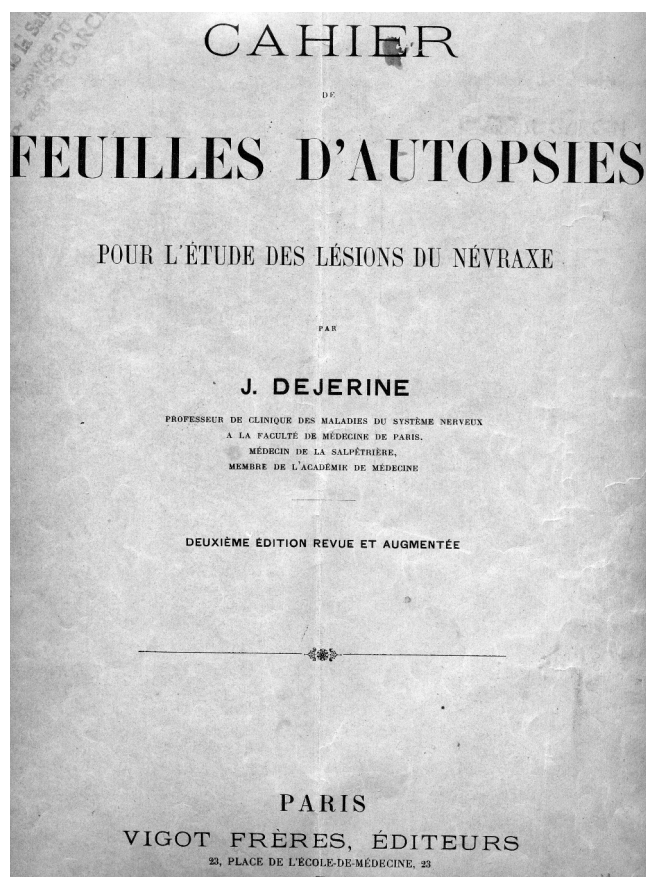 CAHIER
DE
FEUILLES D'AUTOPSIES
POUR L'ÉTUDE DES LÉSIONS DU NÉVRAXE
PAR
J. DEJERINE
PROFESSEUR DE CLINIQUE DES MALADIES DU SYSTÈME NERVEUX
A LA FACULTÉ DE MÉDECINE DE PARIS.
MÉDECIN DE LA SALPÊTRIÈRE,
MEMBRE DE L'ACADÉMIE DE MÉDECINE
DEUXIÈME ÉDITION REVUE ET AUGMENTÉE
PARIS
VIGOT FRÈRES, ÉDITEURS
23, PLACE DE L'ÉCOLE-DE-MÉDECINE, 23